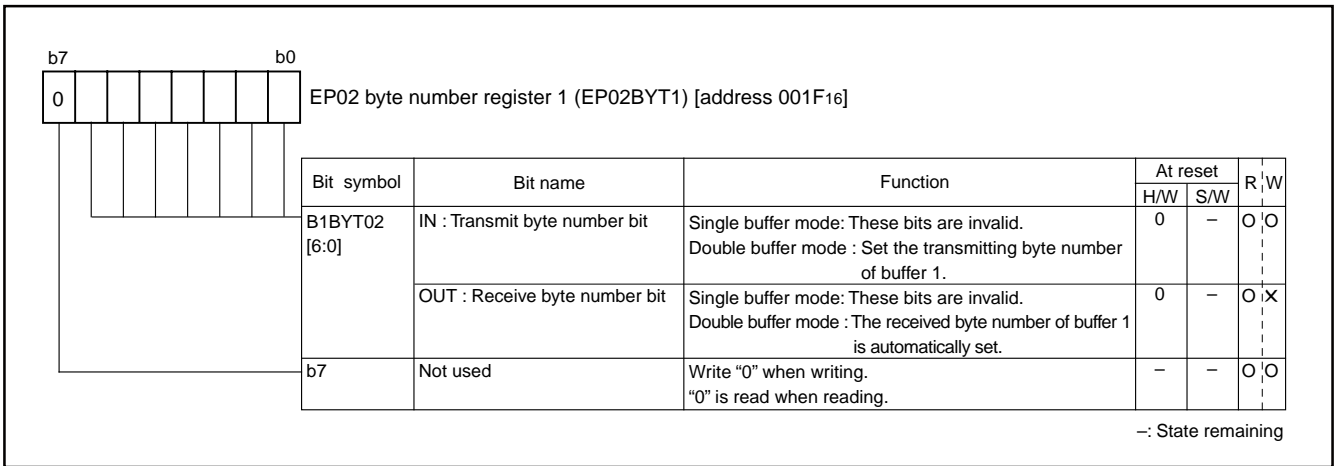 b7 b0
0 EP02 byte number register 1 (EP02BYT1) [address 001F16]
Bit symbol Bit name Function At reset R W
H/W S/W
B1BYT02 IN : Transmit byte number bit Single buffer mode: These bits are invalid. 0 – O O
[6:0] Double buffer mode : Set the transmitting byte number
of buffer 1.
OUT : Receive byte number bit Single buffer mode: These bits are invalid. 0 – O ×
Double buffer mode : The received byte number of buffer 1
is automatically set.
b7 Not used Write “0” when writing. – – O O
“0” is read when reading.
–: State remaining